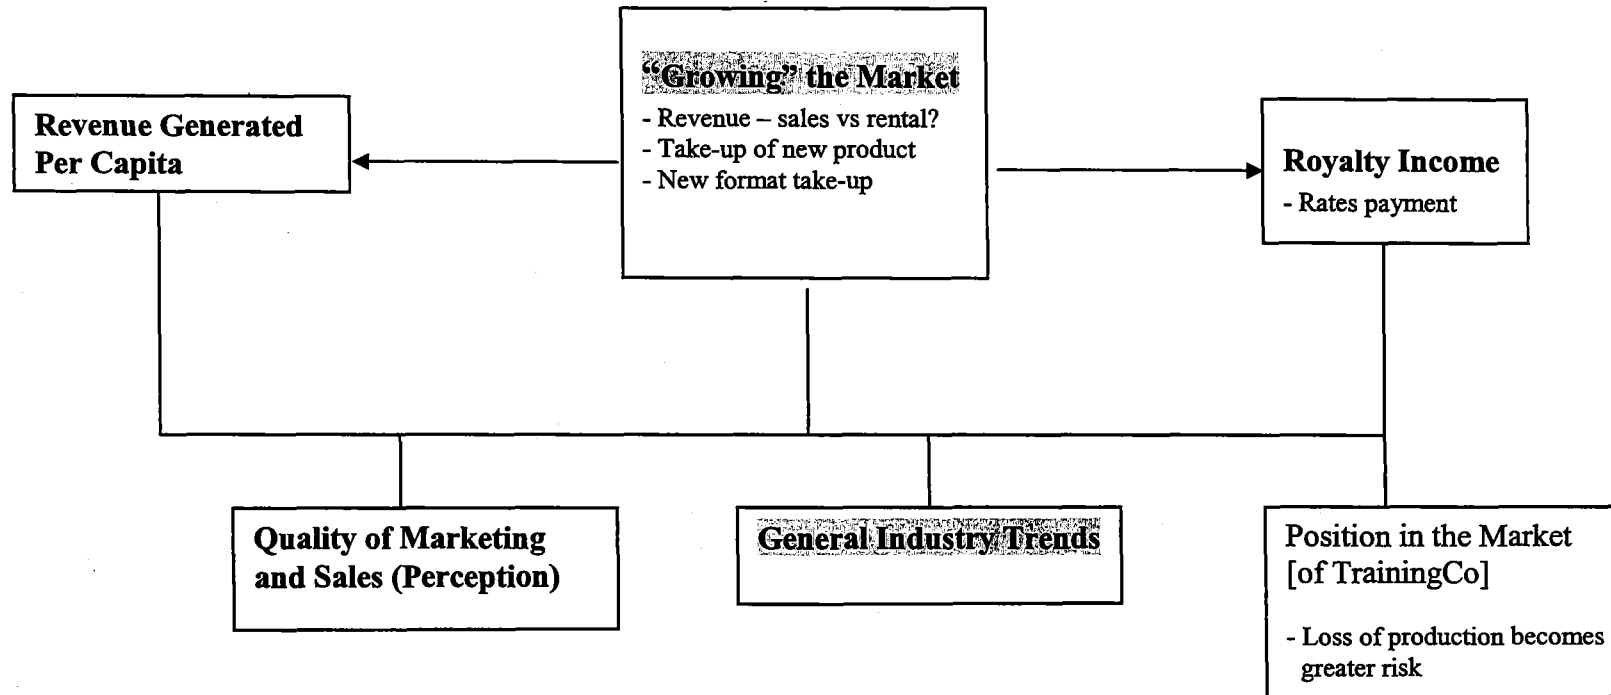 “Growing” the Market
- Revenue – sales vs rental?
- Take-up of new product
- New format take-up
Revenue Generated
Per Capita
Royalty Income
- Rates payment
Quality of Marketing
and Sales (Perception)
General Industry Trends
Position in the Market
[of TrainingCo]
- Loss of production becomes
greater risk